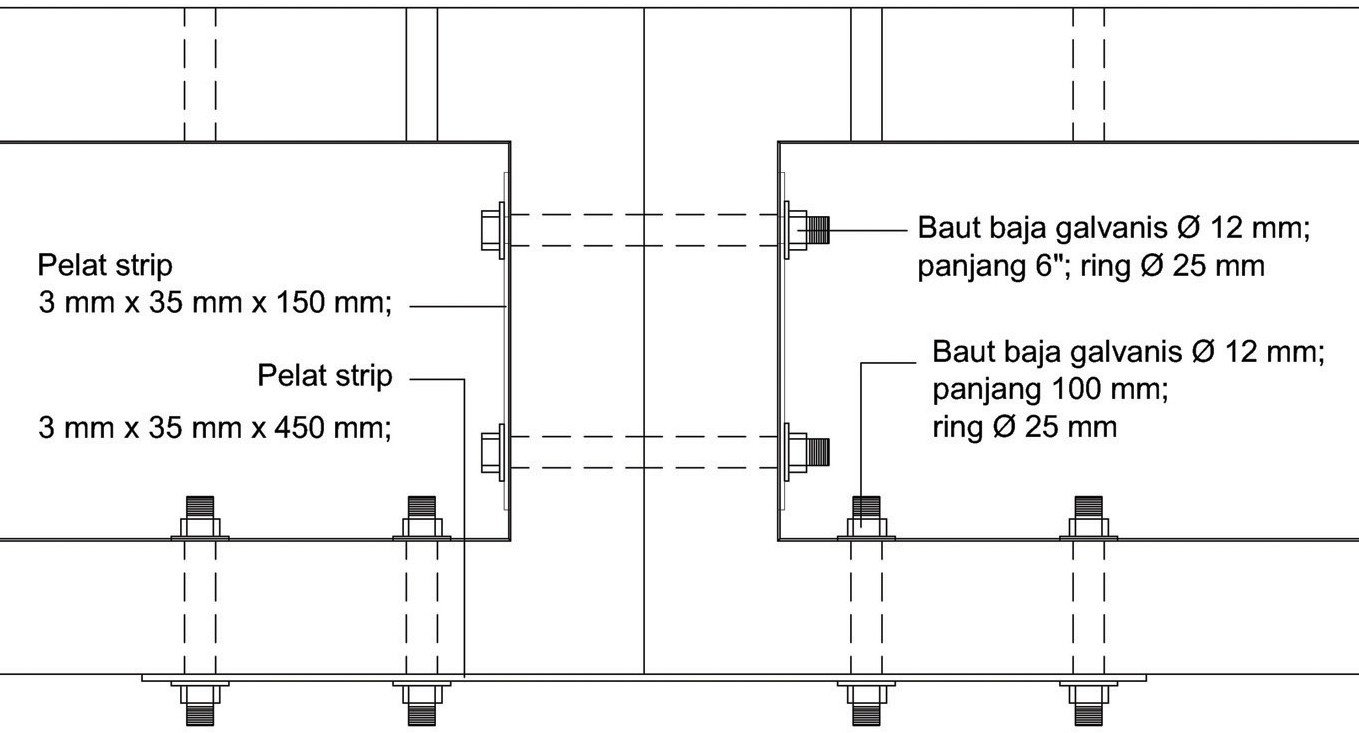 Pelat strip
3 mm x 35 mm x 150 mm;
Pelat strip
3 mm x 35 mm x 450 mm;
Baut baja galvanis Ø 12 mm;
panjang 6"; ring Ø 25 mm
Baut baja galvanis Ø 12 mm;
panjang 100 mm;
ring Ø 25 mm